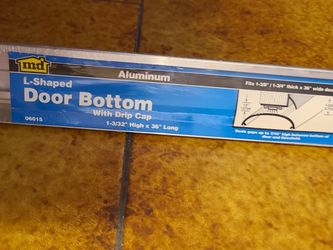 md
Aluminum
L-Shaped
Door Bottom
With Drip Cap
06015
1-3/32" High x 36" Long
Fits 1-3/8" / 1-3/4" thick x 36" wide door
Seals gaps up to 7/16" high between bottom of
door and threshold.